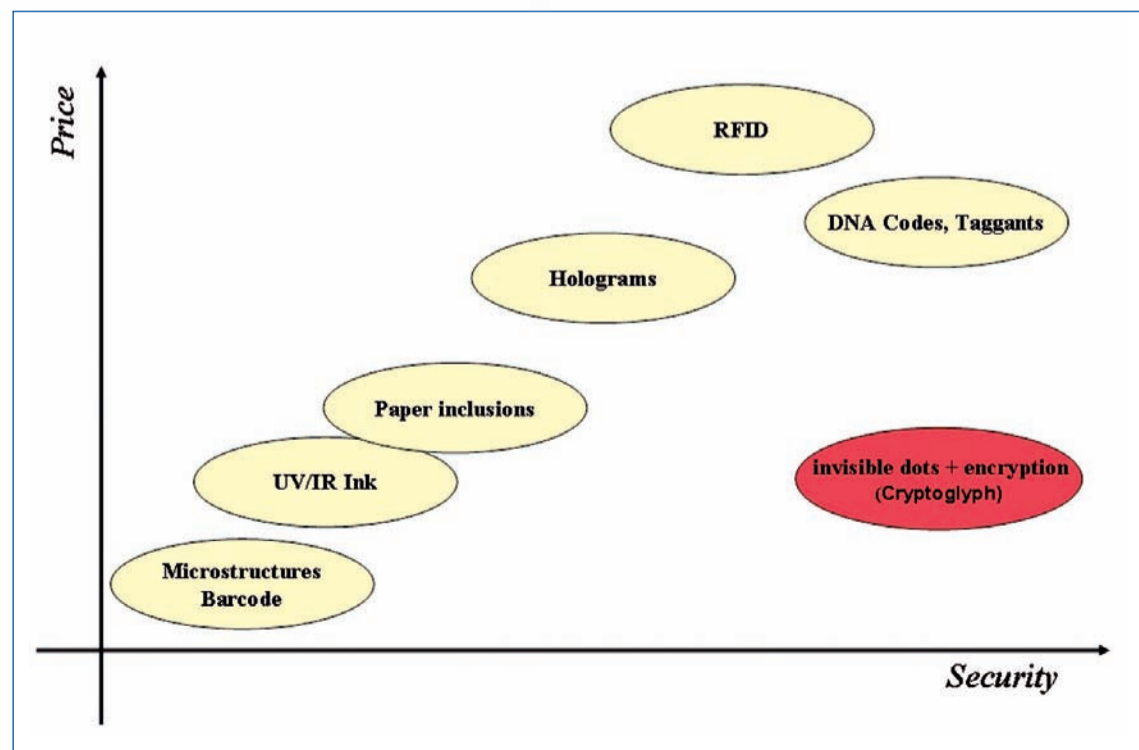 Price
RFID
DNA Codes, Taggants
Holograms
Paper inclusions
UV/IR Ink
invisible dots + encryption
(Cryptoglyph)
Microstructures
Barcode
Security